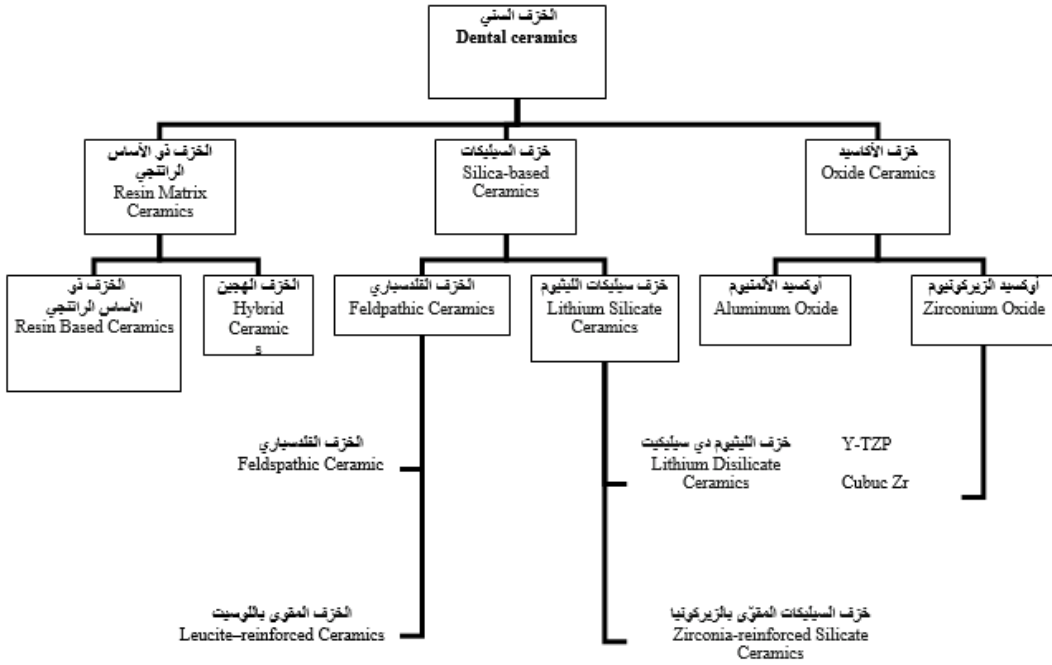 الخزف السني
Dental ceramics
الخزف ذي الأساس
الراتنجي
Resin Matrix
Ceramics
خزف السيليكات
Silica-based
Ceramics
خزف الأكاسيد
Oxide Ceramics
الخزف ذي
الأساس الراتنجي
Resin Based Ceramics
الخزف الهجين
Hybrid
Ceramic
s
الخزف الفلدسباري
Feldpathic Ceramics
خزف سيليكات الليثيوم
Lithium Silicate
Ceramics
أوكسيد الألمنيوم
Aluminum Oxide
أوكسيد الزيركونيوم
Zirconium Oxide
الخزف الفلدسباري
Feldspathic Ceramic
خزف الليثيوم دي سيليكيت
Lithium Disilicate
Ceramics
Y-TZP
Cubuc Zr
الخزف المقوى باللوسيت
Leucite–reinforced Ceramics
خزف السيليكات المقوّى بالزيركونيا
Zirconia-reinforced Silicate
Ceramics